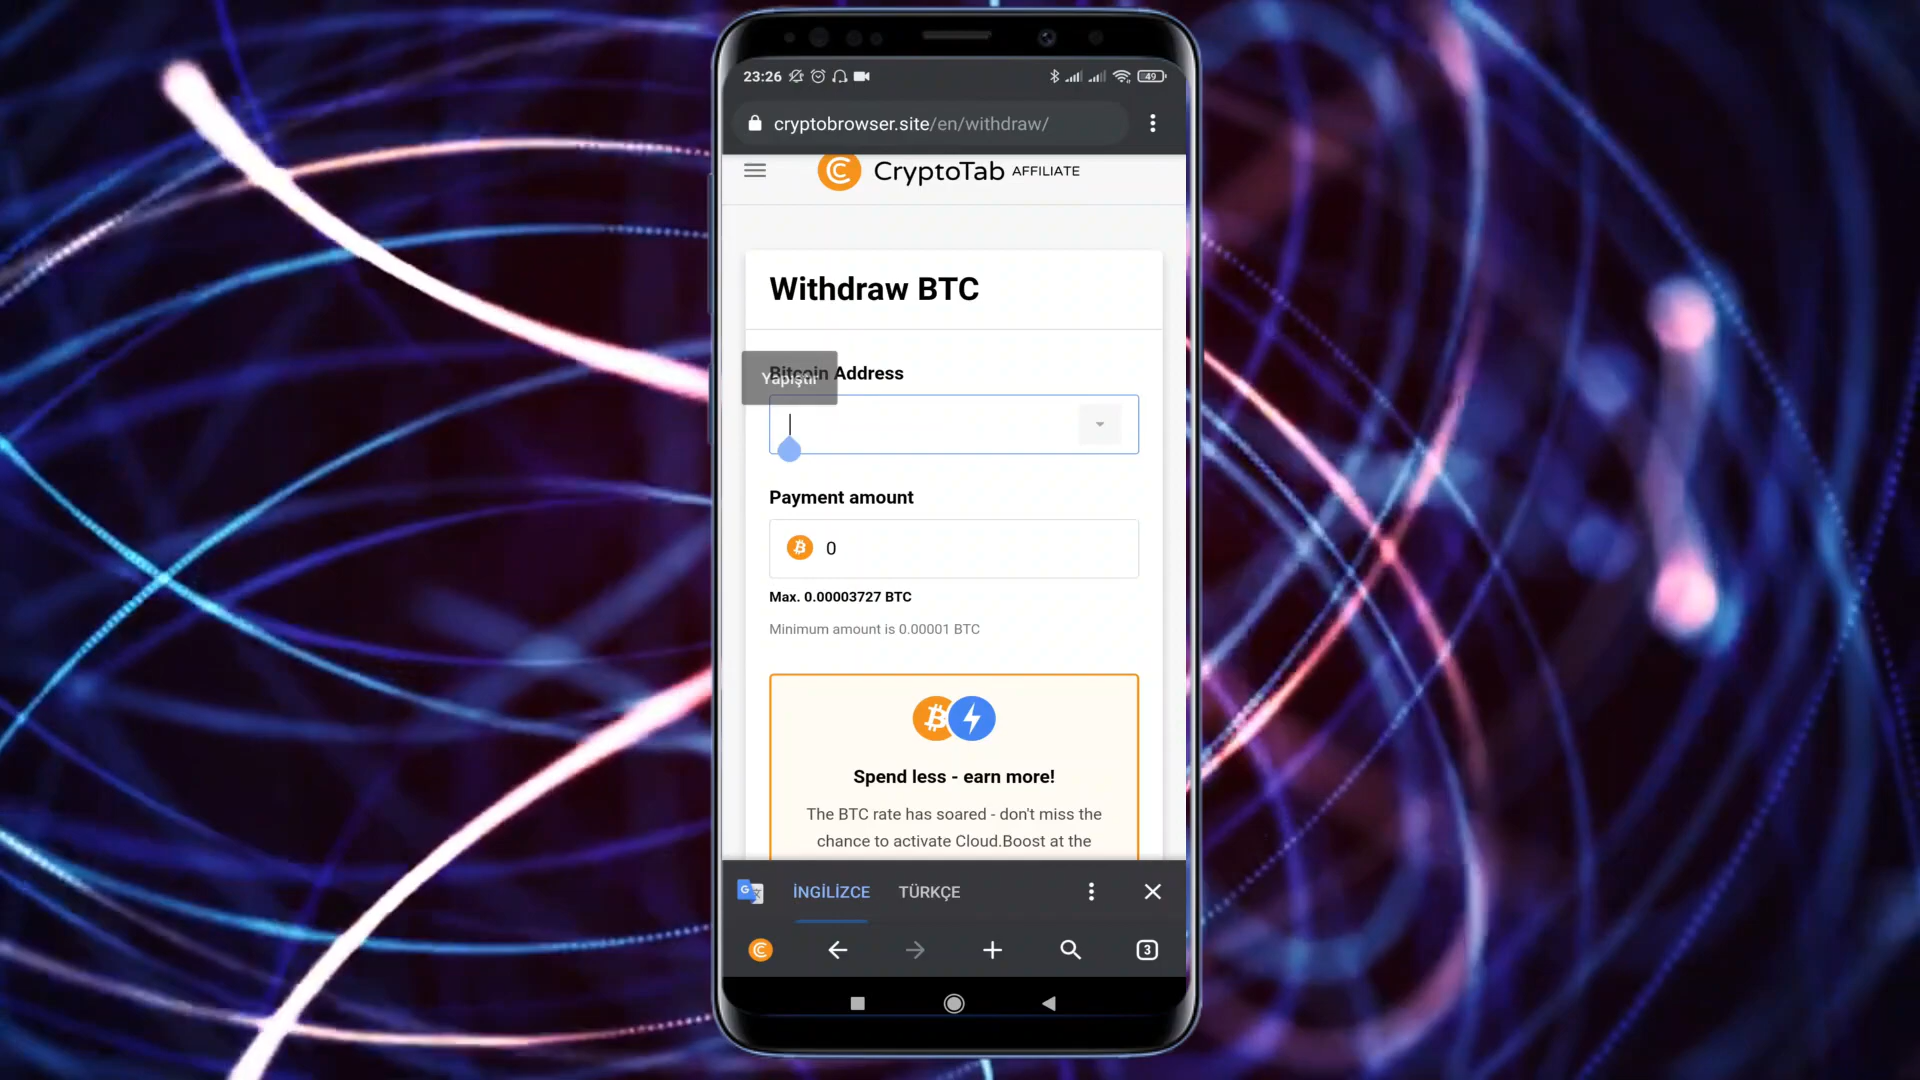 23:26
49
cryptobrowser.site/en/withdraw/
CryptoTab AFFILIATE
Withdraw BTC
Yapıştır
Bitcoin Address
Payment amount
0
Max. 0.00003727 BTC
Minimum amount is 0.00001 BTC
Spend less - earn more!
The BTC rate has soared - don't miss the
chance to activate Cloud.Boost at the
İNGİLİZCE TÜRKÇE
3